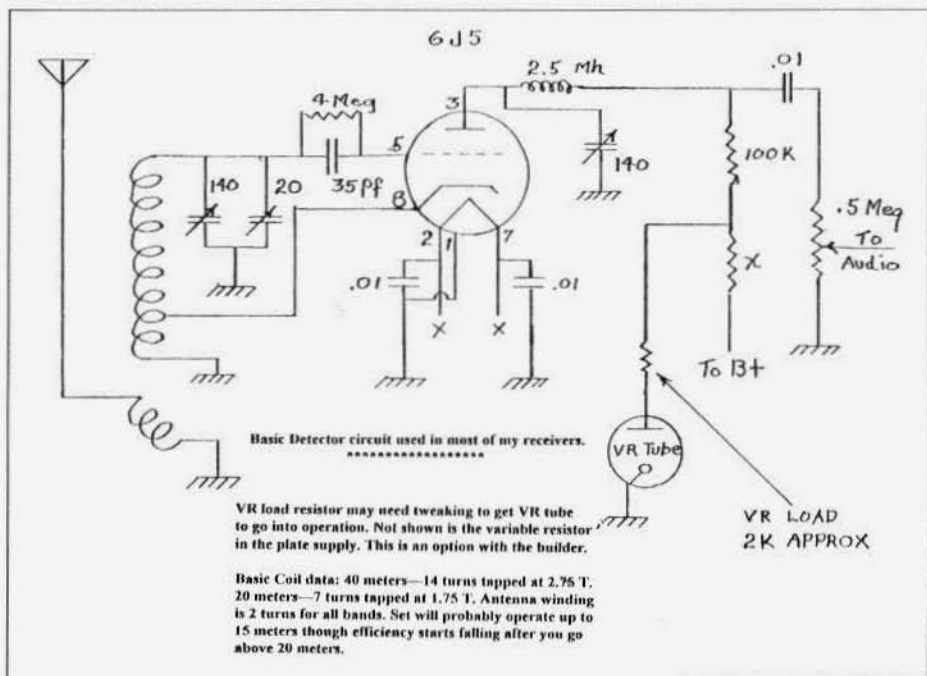 6J5
.01
2.5 Mh
4 Meg
3
5
140
100K
140
20
35pf
8
.5 Meg
To
Audio
2
1
7
X
.01
.01
X
X
To B+
Basic Detector circuit used in most of my receivers.
******************
VR Tube
VR load resistor may need tweaking to get VR tube
to go into operation. Not shown is the variable resistor
in the plate supply. This is an option with the builder.
VR LOAD
2K APPROX
Basic Coil data: 40 meters—14 turns tapped at 2.75 T.
20 meters—7 turns tapped at 1.75 T. Antenna winding
is 2 turns for all bands. Set will probably operate up to
15 meters though efficiency starts falling after you go
above 20 meters.